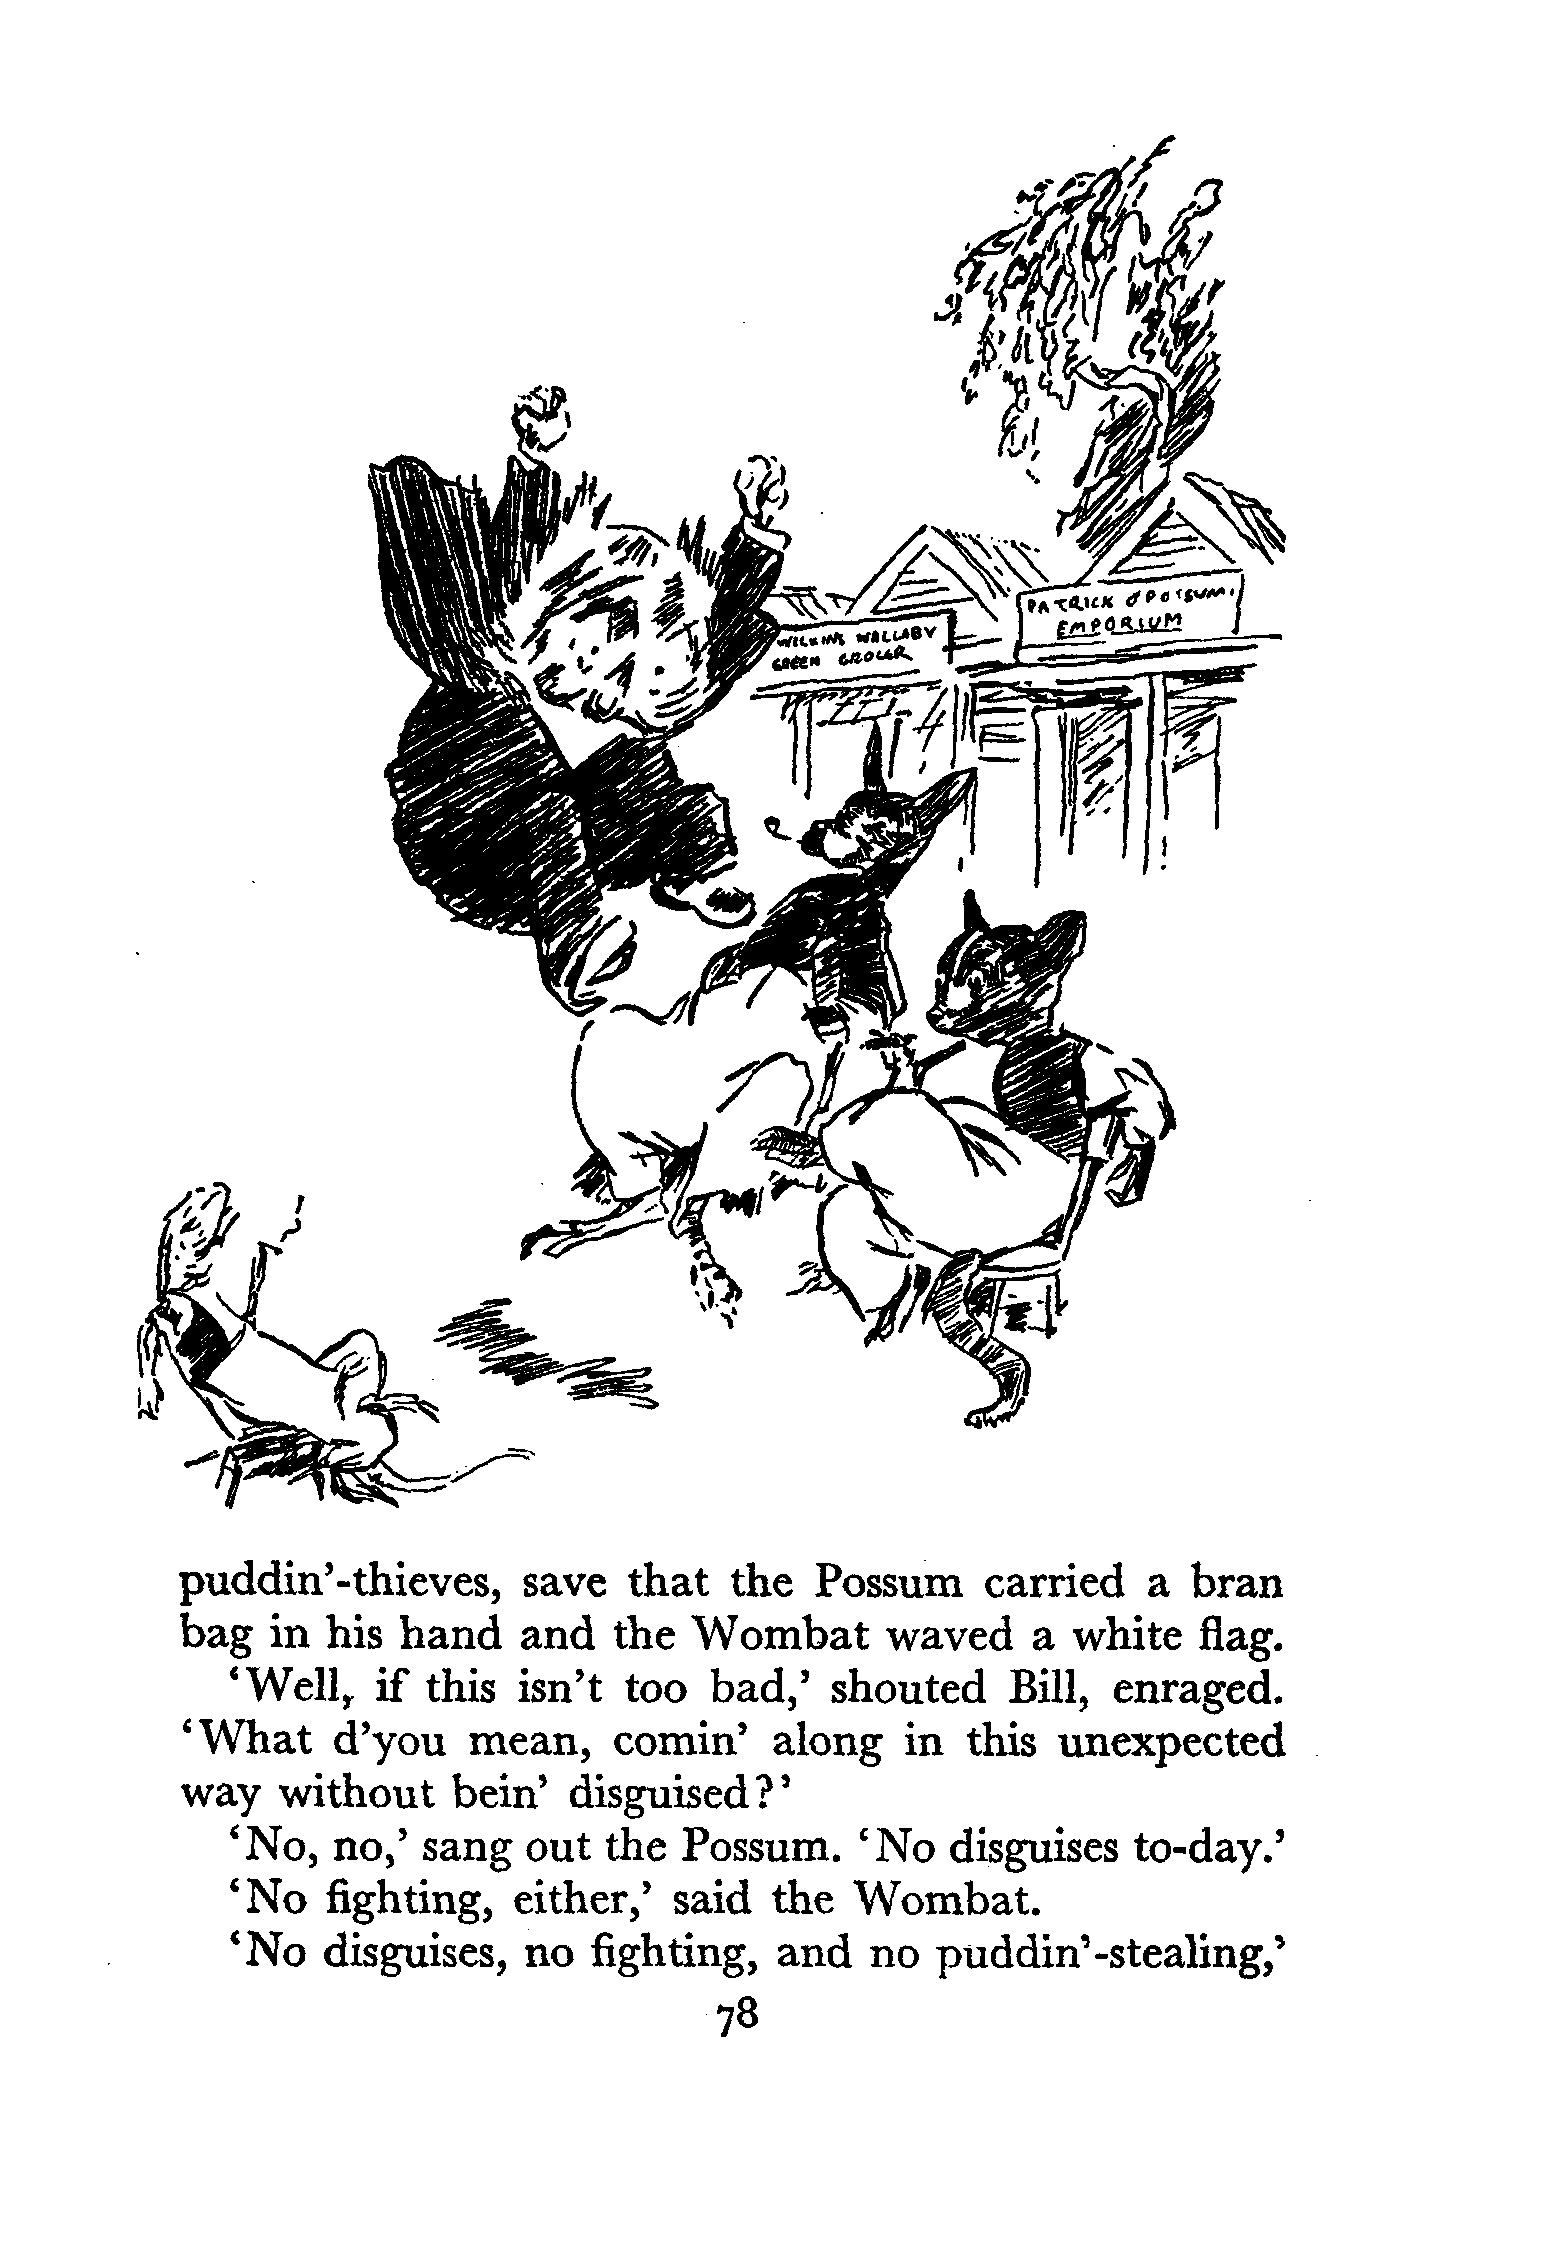 WILKINS WALLABY
GREEN GROCER
PATRICK O'POSSUM.
EMPORIUM
puddin'-thieves, save that the Possum carried a bran
bag in his hand and the Wombat waved a white flag.
‘Well, if this isn't too bad,’ shouted Bill, enraged.
‘What d'you mean, comin' along in this unexpected
way without bein' disguised?’
‘No, no,’ sang out the Possum. ‘No disguises to-day.’
‘No fighting, either,’ said the Wombat.
‘No disguises, no fighting, and no puddin'-stealing,’
78